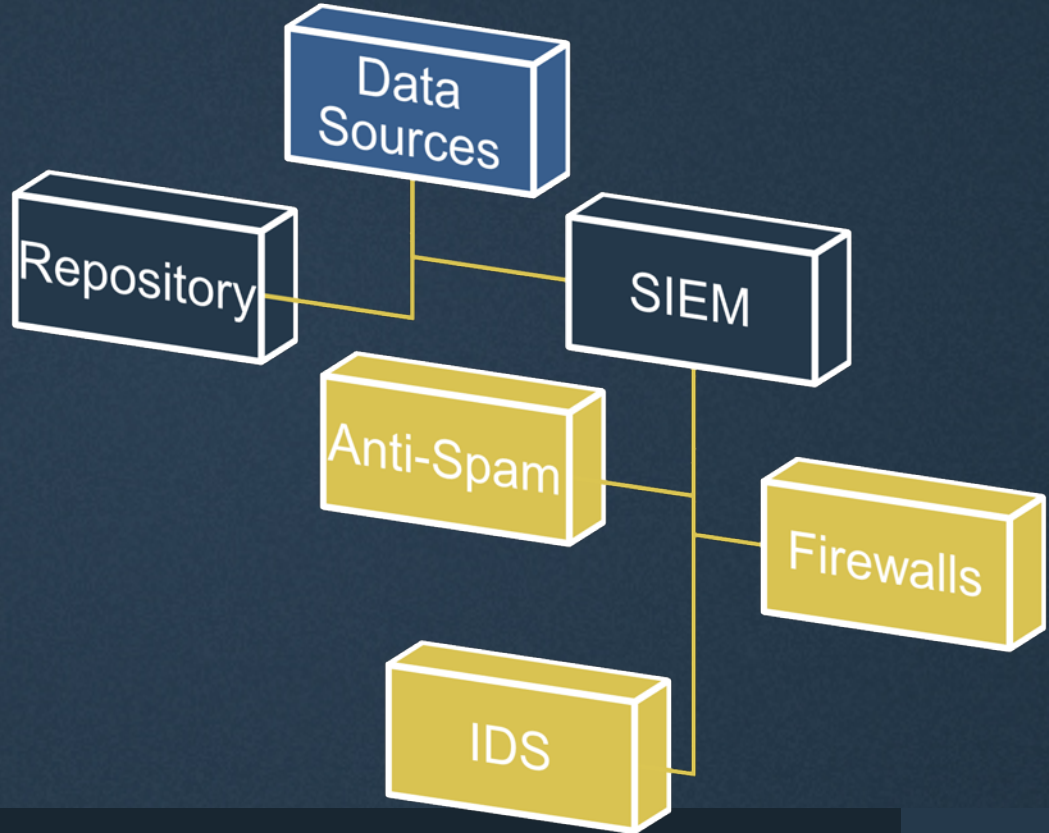 Data
Sources
Repository
SIEM
Anti-Spam
Firewalls
IDS